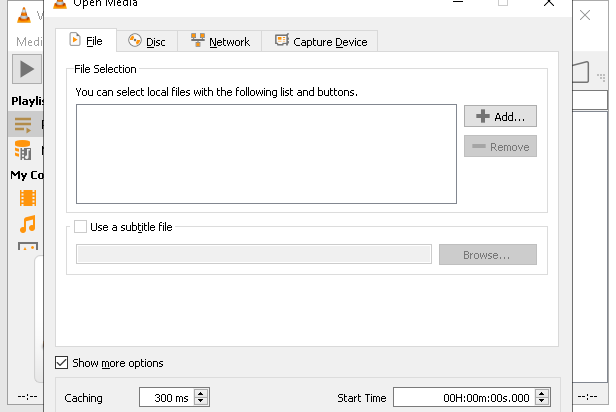 Open Media
Medi
File
Disc
Network
Capture Device
File Selection
You can select local files with the following list and buttons.
Add...
Remove
Playlis
My Co
Use a subtitle file
Browse...
Show more options
Caching
300 ms
Start Time
00H:00m:00s.000
--:--
--:--